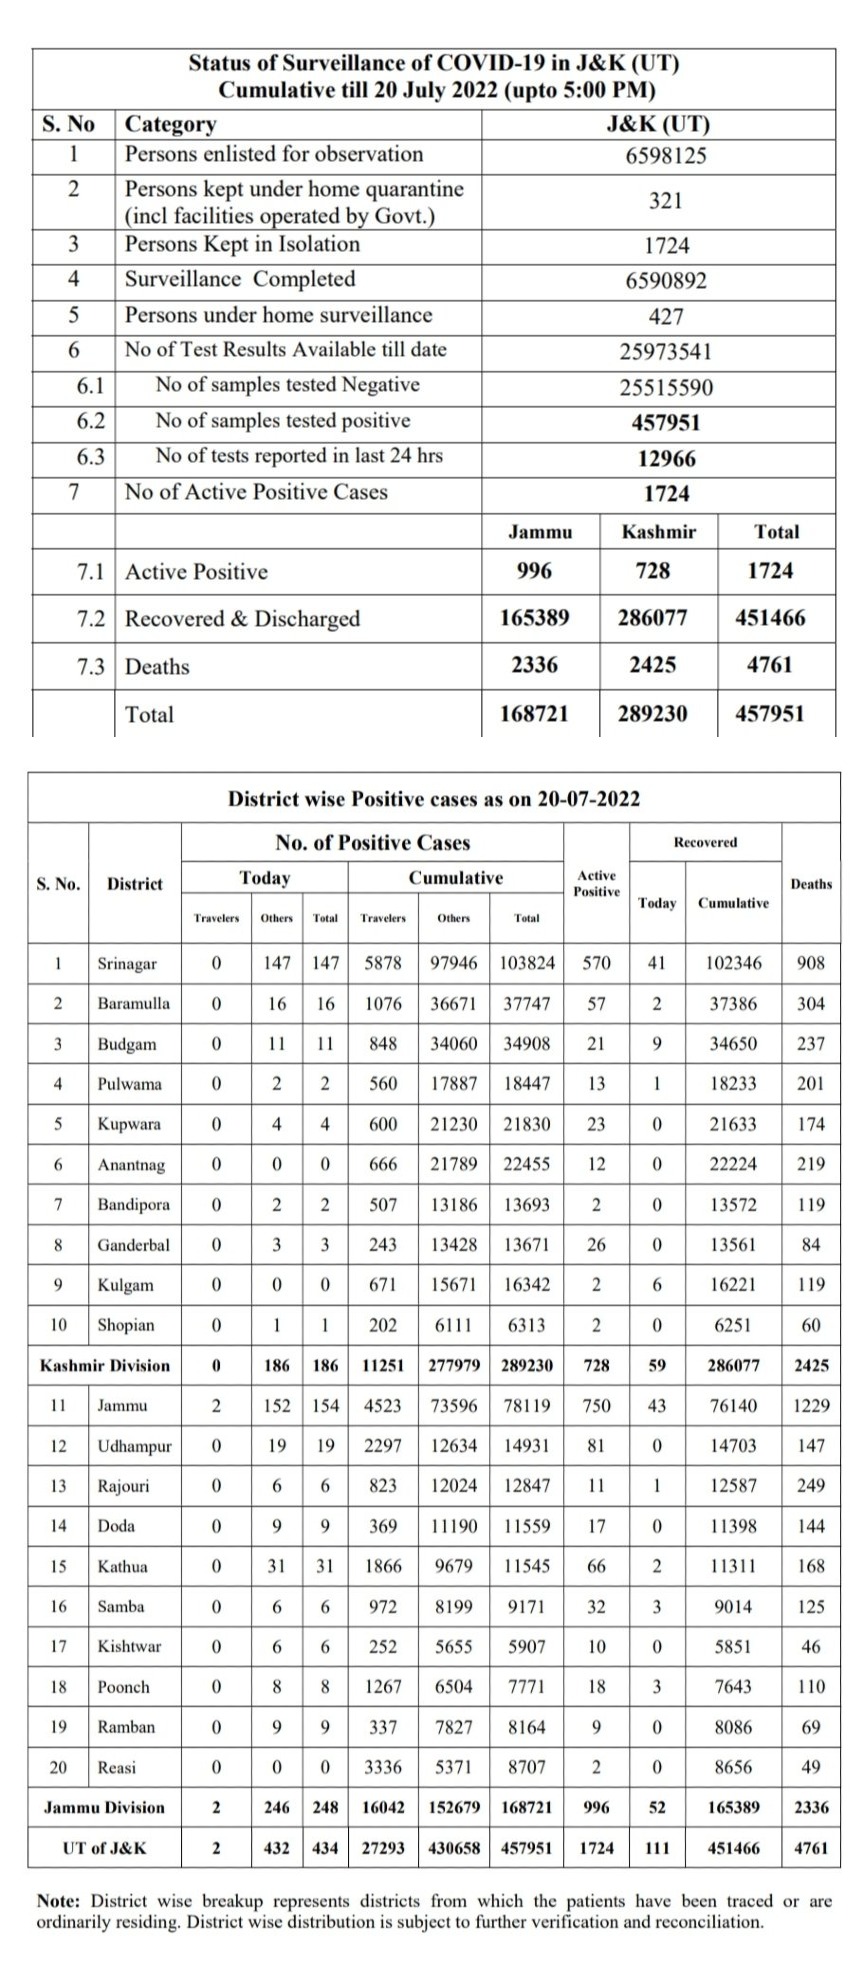 Status of Surveillance of COVID-19 in J&K (UT)
Cumulative till 20 July 2022 (upto 5:00 PM)
S. No Category J&K (UT)
1 Persons enlisted for observation 6598125
2 Persons kept under home quarantine (incl facilities operated by Govt.) 321
3 Persons Kept in Isolation 1724
4 Surveillance Completed 6590892
5 Persons under home surveillance 427
6 No of Test Results Available till date 25973541
6.1 No of samples tested Negative 25515590
6.2 No of samples tested positive 457951
6.3 No of tests reported in last 24 hrs 12966
7 No of Active Positive Cases 1724
Jammu Kashmir Total
7.1 Active Positive 996 728 1724
7.2 Recovered & Discharged 165389 286077 451466
7.3 Deaths 2336 2425 4761
Total 168721 289230 457951
District wise Positive cases as on 20-07-2022
S. No. District No. of Positive Cases Active Positive Recovered Deaths
Today Cumulative Today Cumulative
Travelers Others Total Travelers Others Total
1 Srinagar 0 147 147 5878 97946 103824 570 41 102346 908
2 Baramulla 0 16 16 1076 36671 37747 57 2 37386 304
3 Budgam 0 11 11 848 34060 34908 21 9 34650 237
4 Pulwama 0 2 2 560 17887 18447 13 1 18233 201
5 Kupwara 0 4 4 600 21230 21830 23 0 21633 174
6 Anantnag 0 0 0 666 21789 22455 12 0 22224 219
7 Bandipora 0 2 2 507 13186 13693 2 0 13572 119
8 Ganderbal 0 3 3 243 13428 13671 26 0 13561 84
9 Kulgam 0 0 0 671 15671 16342 2 6 16221 119
10 Shopian 0 1 1 202 6111 6313 2 0 6251 60
Kashmir Division 0 186 186 11251 277979 289230 728 59 286077 2425
11 Jammu 2 152 154 4523 73596 78119 750 43 76140 1229
12 Udhampur 0 19 19 2297 12634 14931 81 0 14703 147
13 Rajouri 0 6 6 823 12024 12847 11 1 12587 249
14 Doda 0 9 9 369 11190 11559 17 0 11398 144
15 Kathua 0 31 31 1866 9679 11545 66 2 11311 168
16 Samba 0 6 6 972 8199 9171 32 3 9014 125
17 Kishtwar 0 6 6 252 5655 5907 10 0 5851 46
18 Poonch 0 8 8 1267 6504 7771 18 3 7643 110
19 Ramban 0 9 9 337 7827 8164 9 0 8086 69
20 Reasi 0 0 0 3336 5371 8707 2 0 8656 49
Jammu Division 2 246 248 16042 152679 168721 996 52 165389 2336
UT of J&K 2 432 434 27293 430658 457951 1724 111 451466 4761
Note: District wise breakup represents districts from which the patients have been traced or are
ordinarily residing. District wise distribution is subject to further verification and reconciliation.